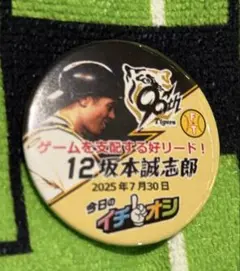 90th
Tigers
ゲームを支配する好リード!
12 坂本誠志郎
2025年7月30日
今日の
イチオシ